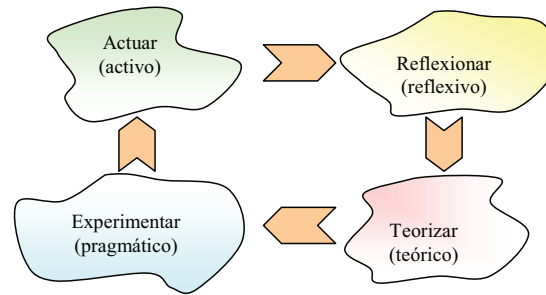 Actuar
(activo)
Reflexionar
(reflexivo)
Experimentar
(pragmático)
Teorizar
(teórico)